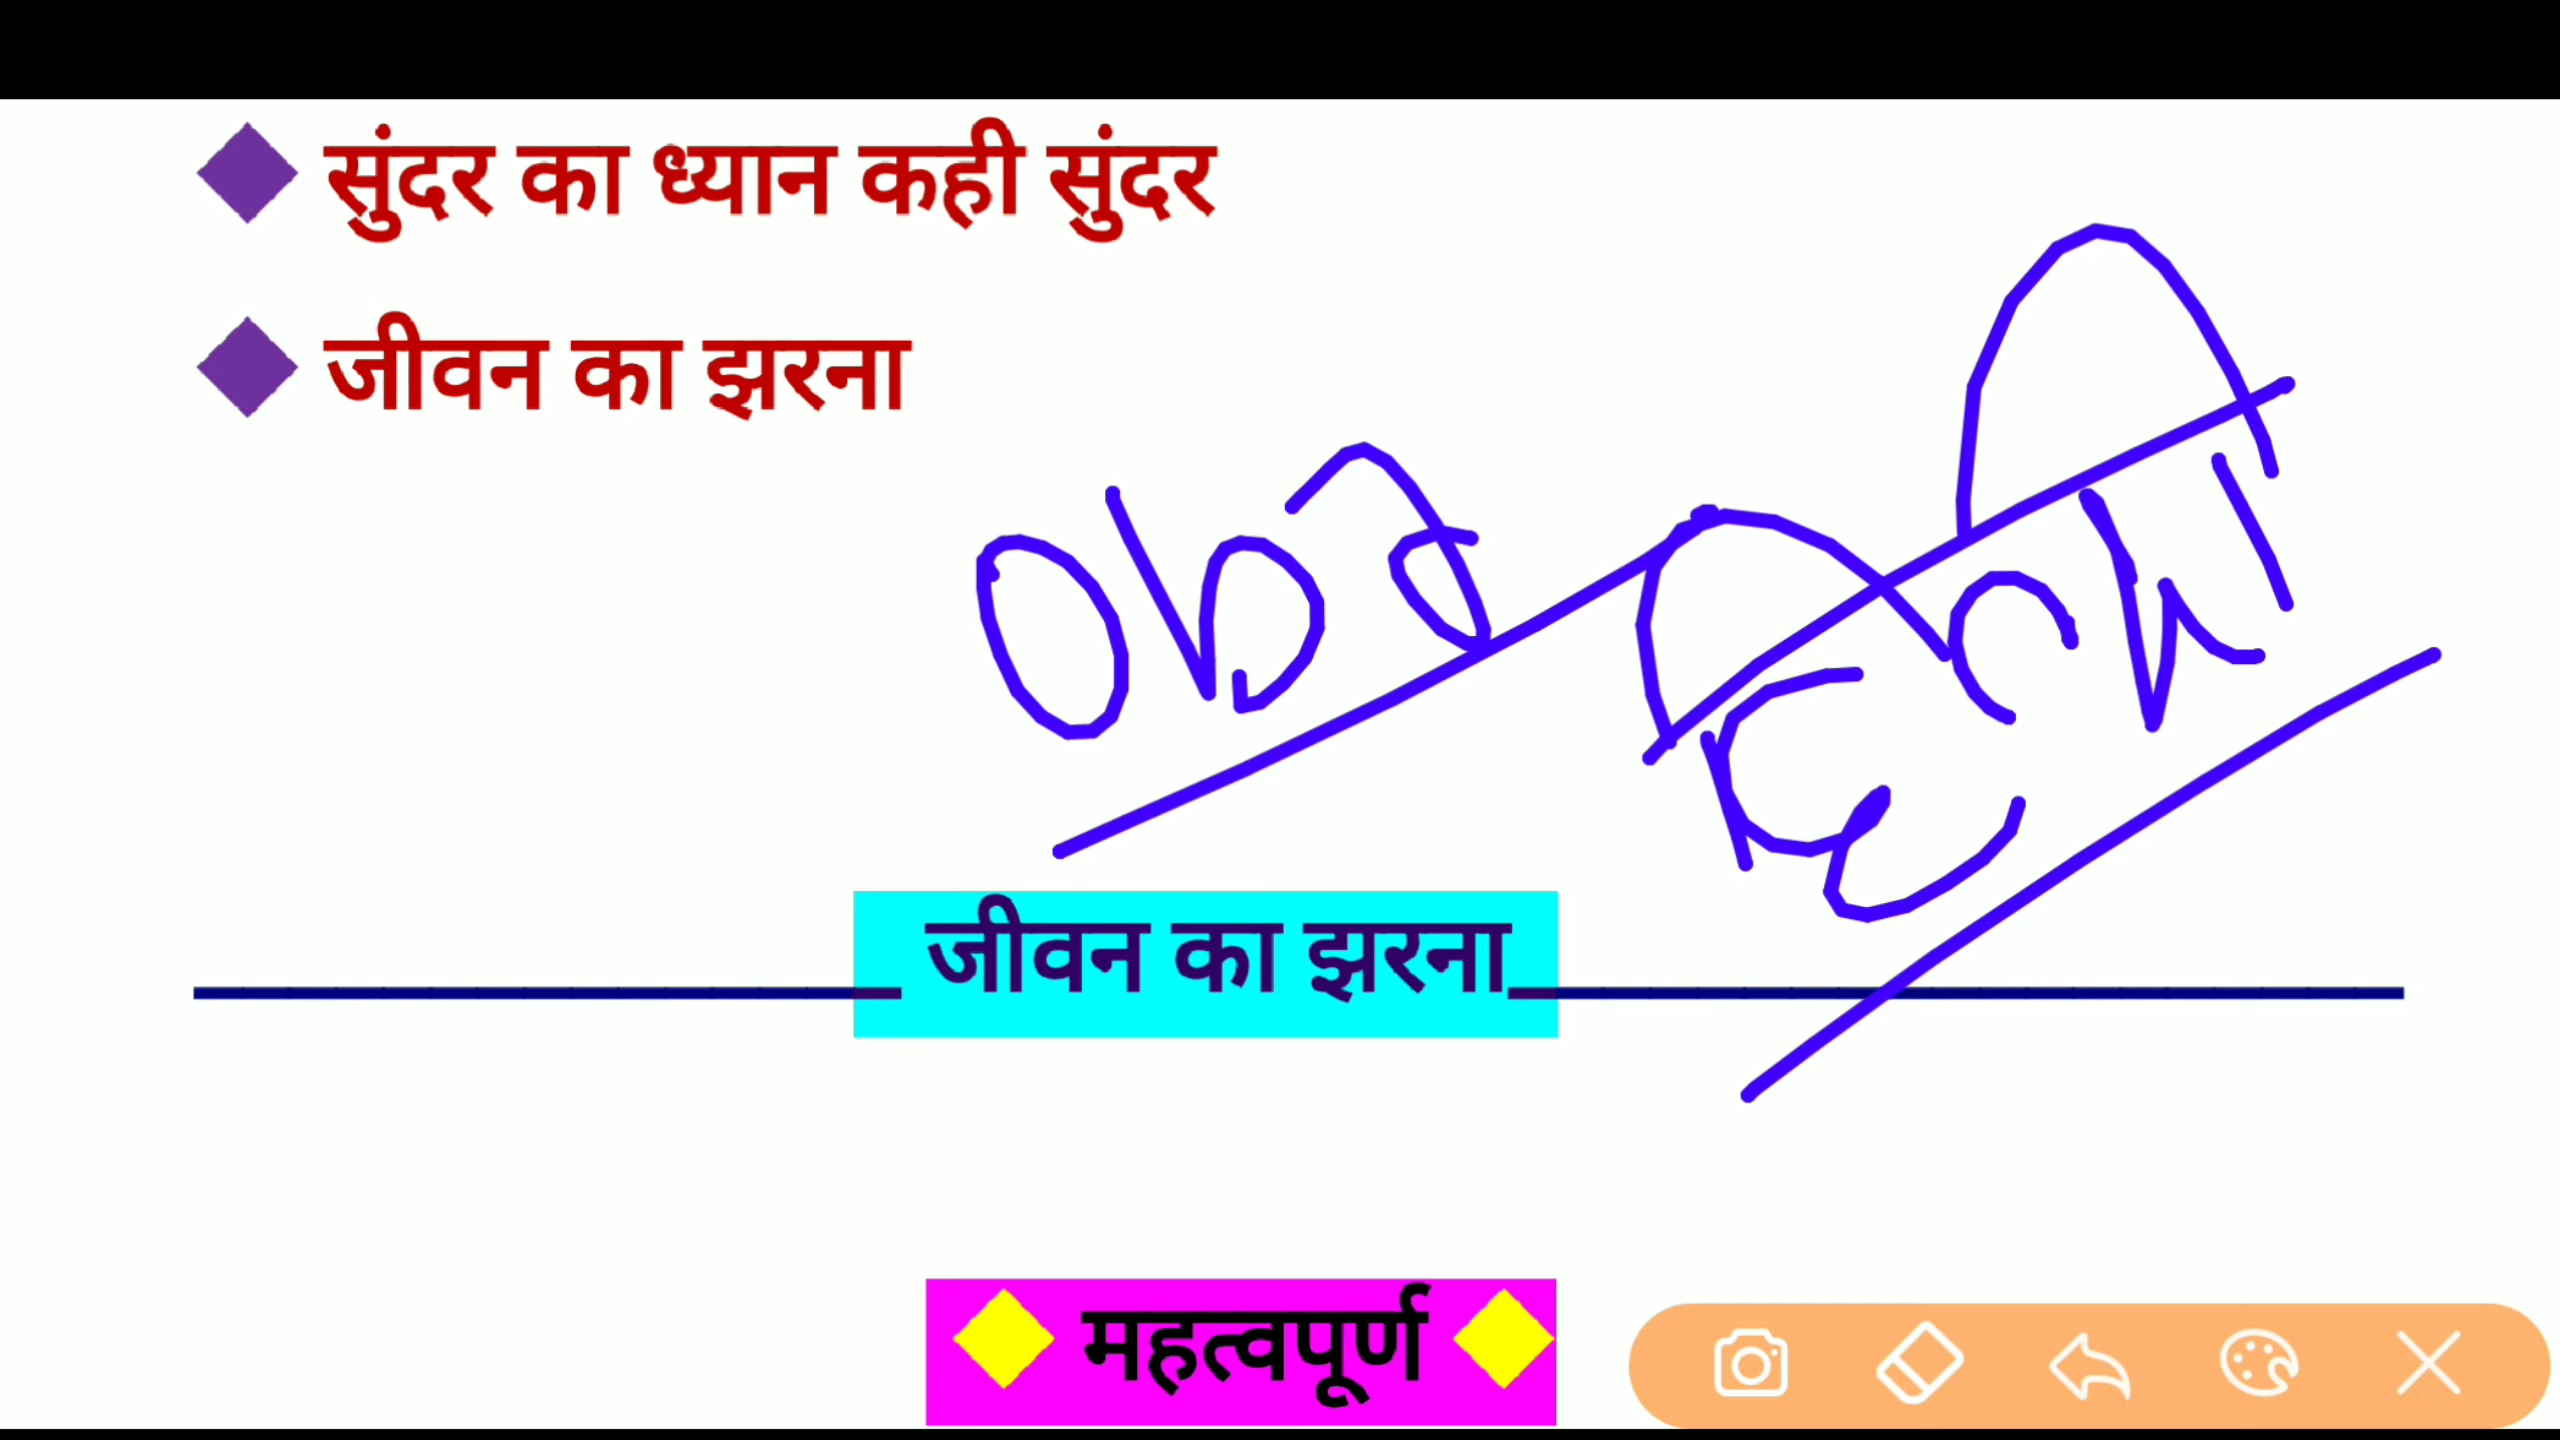 सुंदर का ध्यान कही सुंदर
जीवन का झरना
जीवन का झरना
महत्वपूर्ण